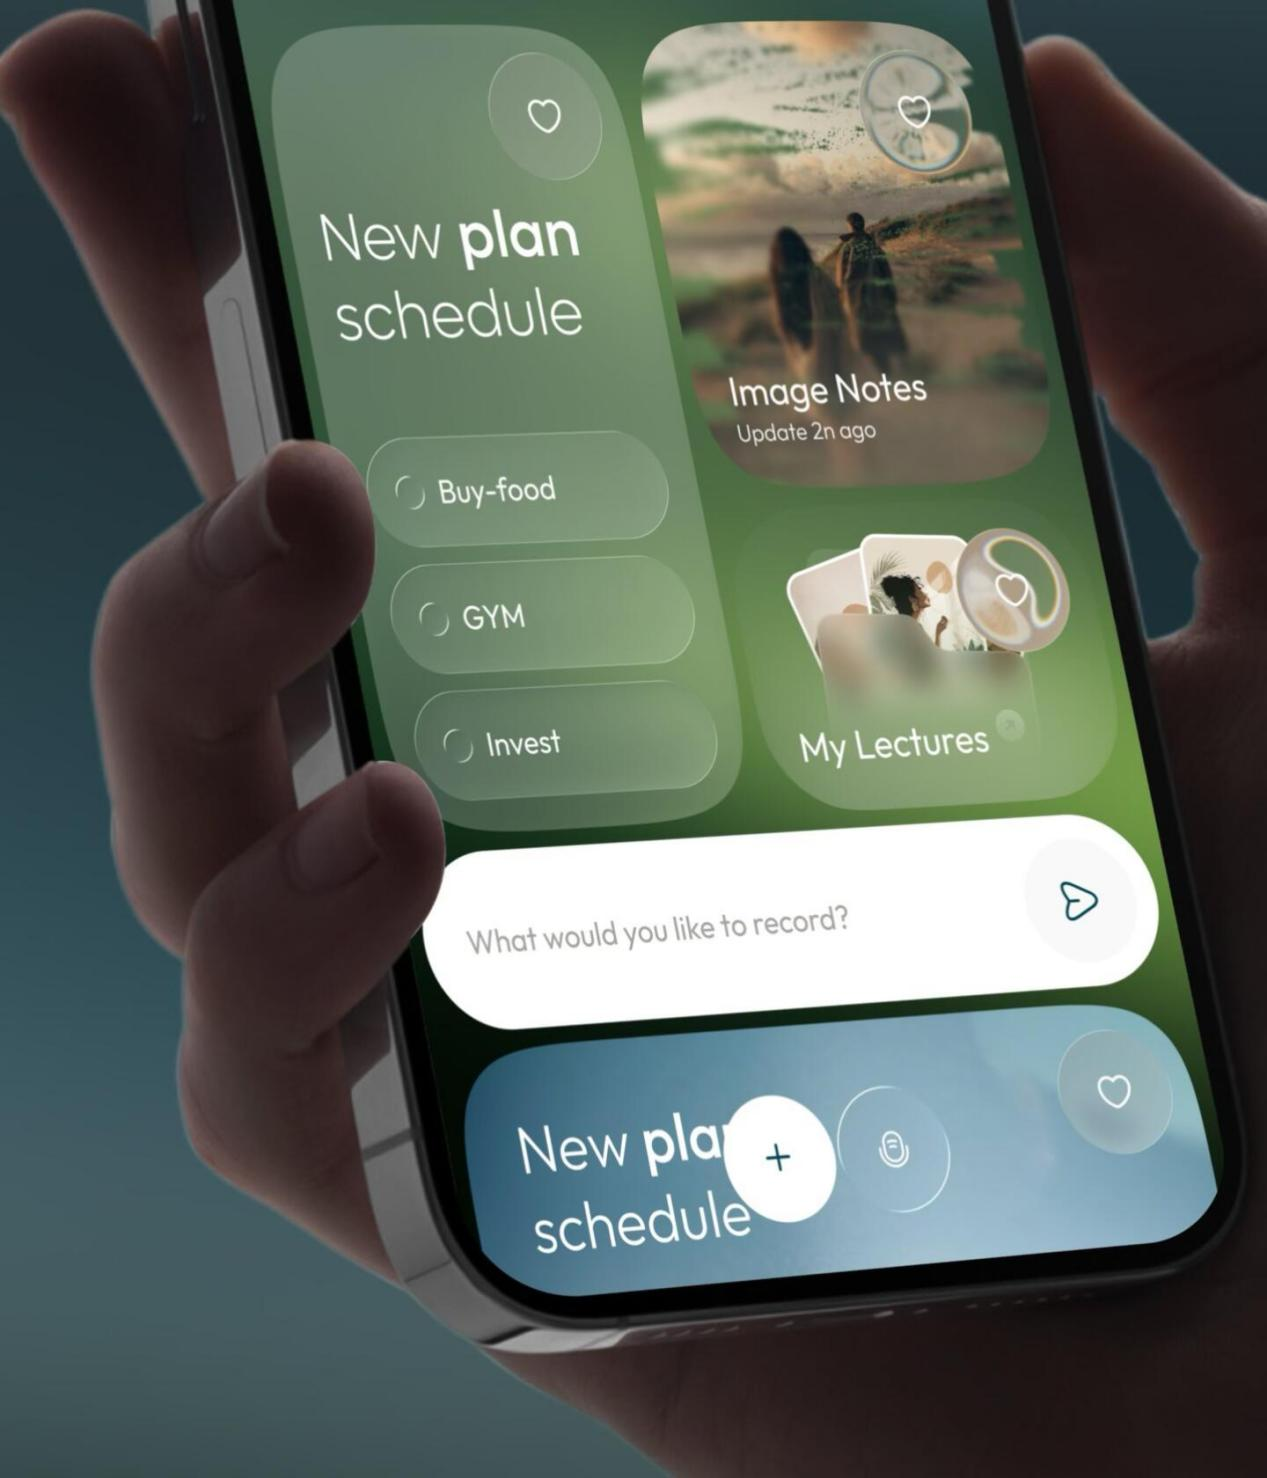 New plan
schedule
Buy-food
GYM
Invest
Image Notes
Update 2n ago
My Lectures
What would you like to record?
New plan
schedule